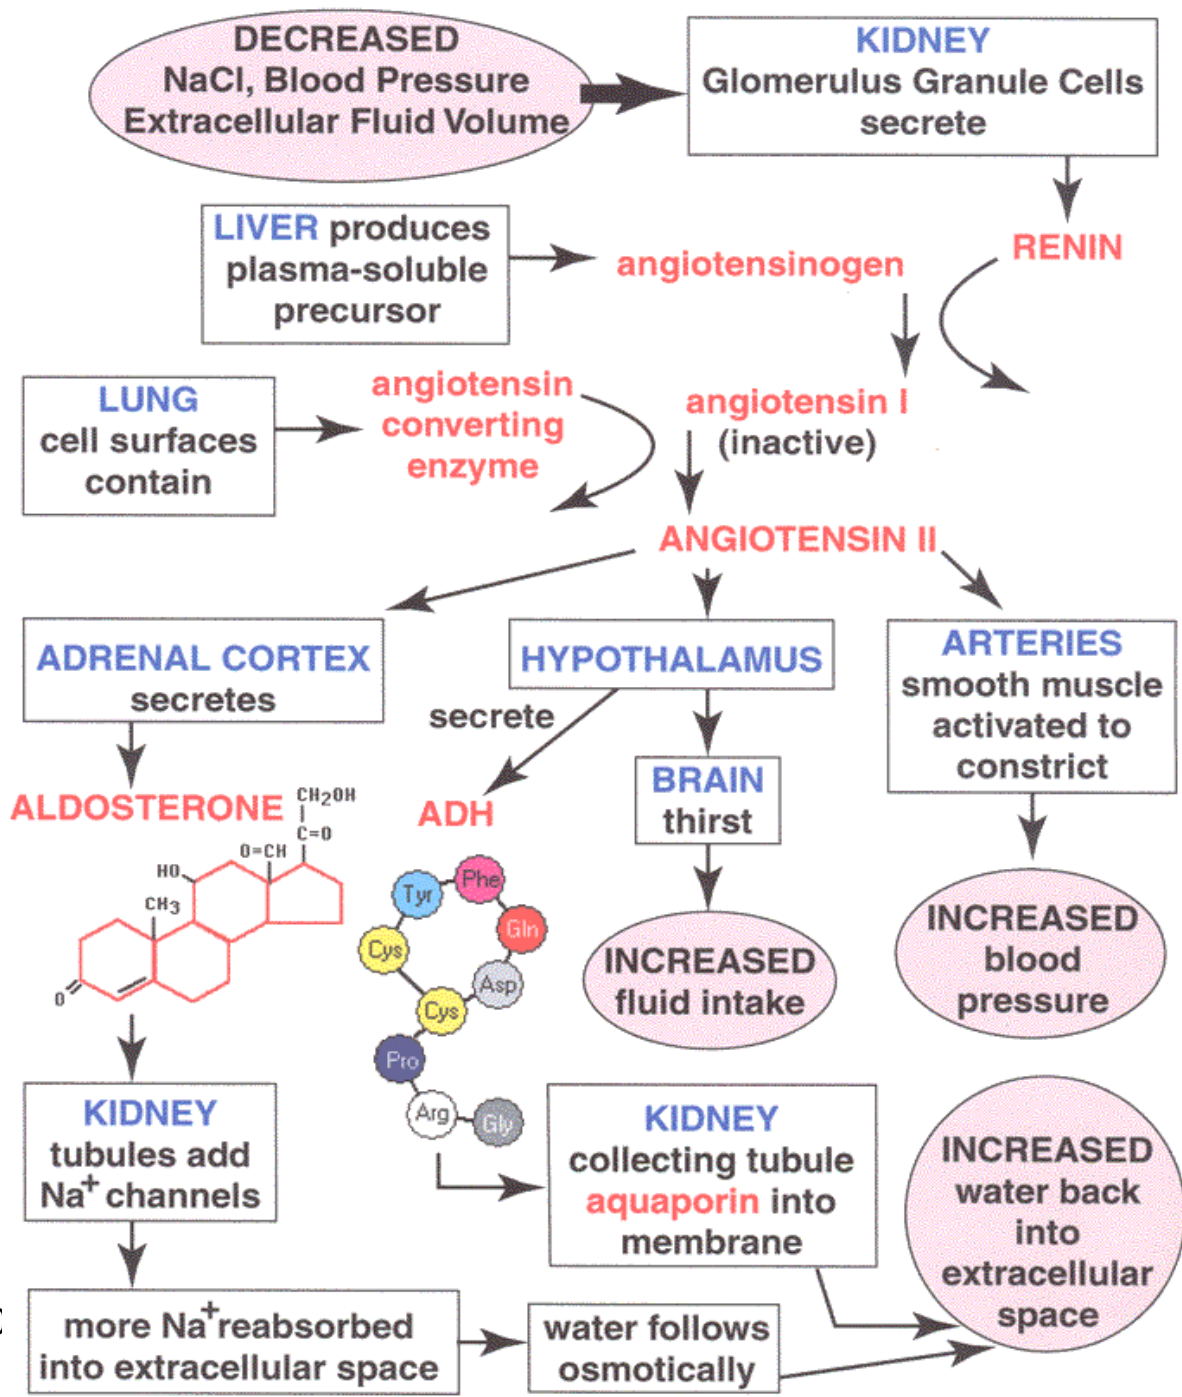 DECREASED
NaCl, Blood Pressure
Extracellular Fluid Volume
KIDNEY
Glomerulus Granule Cells
secrete
RENIN
LIVER produces
plasma-soluble
precursor
angiotensinogen
LUNG
cell surfaces
contain
angiotensin
converting
enzyme
angiotensin I
(inactive)
ANGIOTENSIN II
ADRENAL CORTEX
secretes
HYPOTHALAMUS
ARTERIES
smooth muscle
activated to
constrict
secrete
BRAIN
thirst
ALDOSTERONE
CH2OH
C=O
O=CH
HO
CH3
O
ADH
Tyr
Phe
Gln
Cys
Asp
Cys
Pro
Arg
Gly
INCREASED
fluid intake
INCREASED
blood
pressure
KIDNEY
tubules add
Na+ channels
KIDNEY
collecting tubule
aquaporin into
membrane
INCREASED
water back
into
extracellular
space
more Na+ reabsorbed
into extracellular space
water follows
osmotically